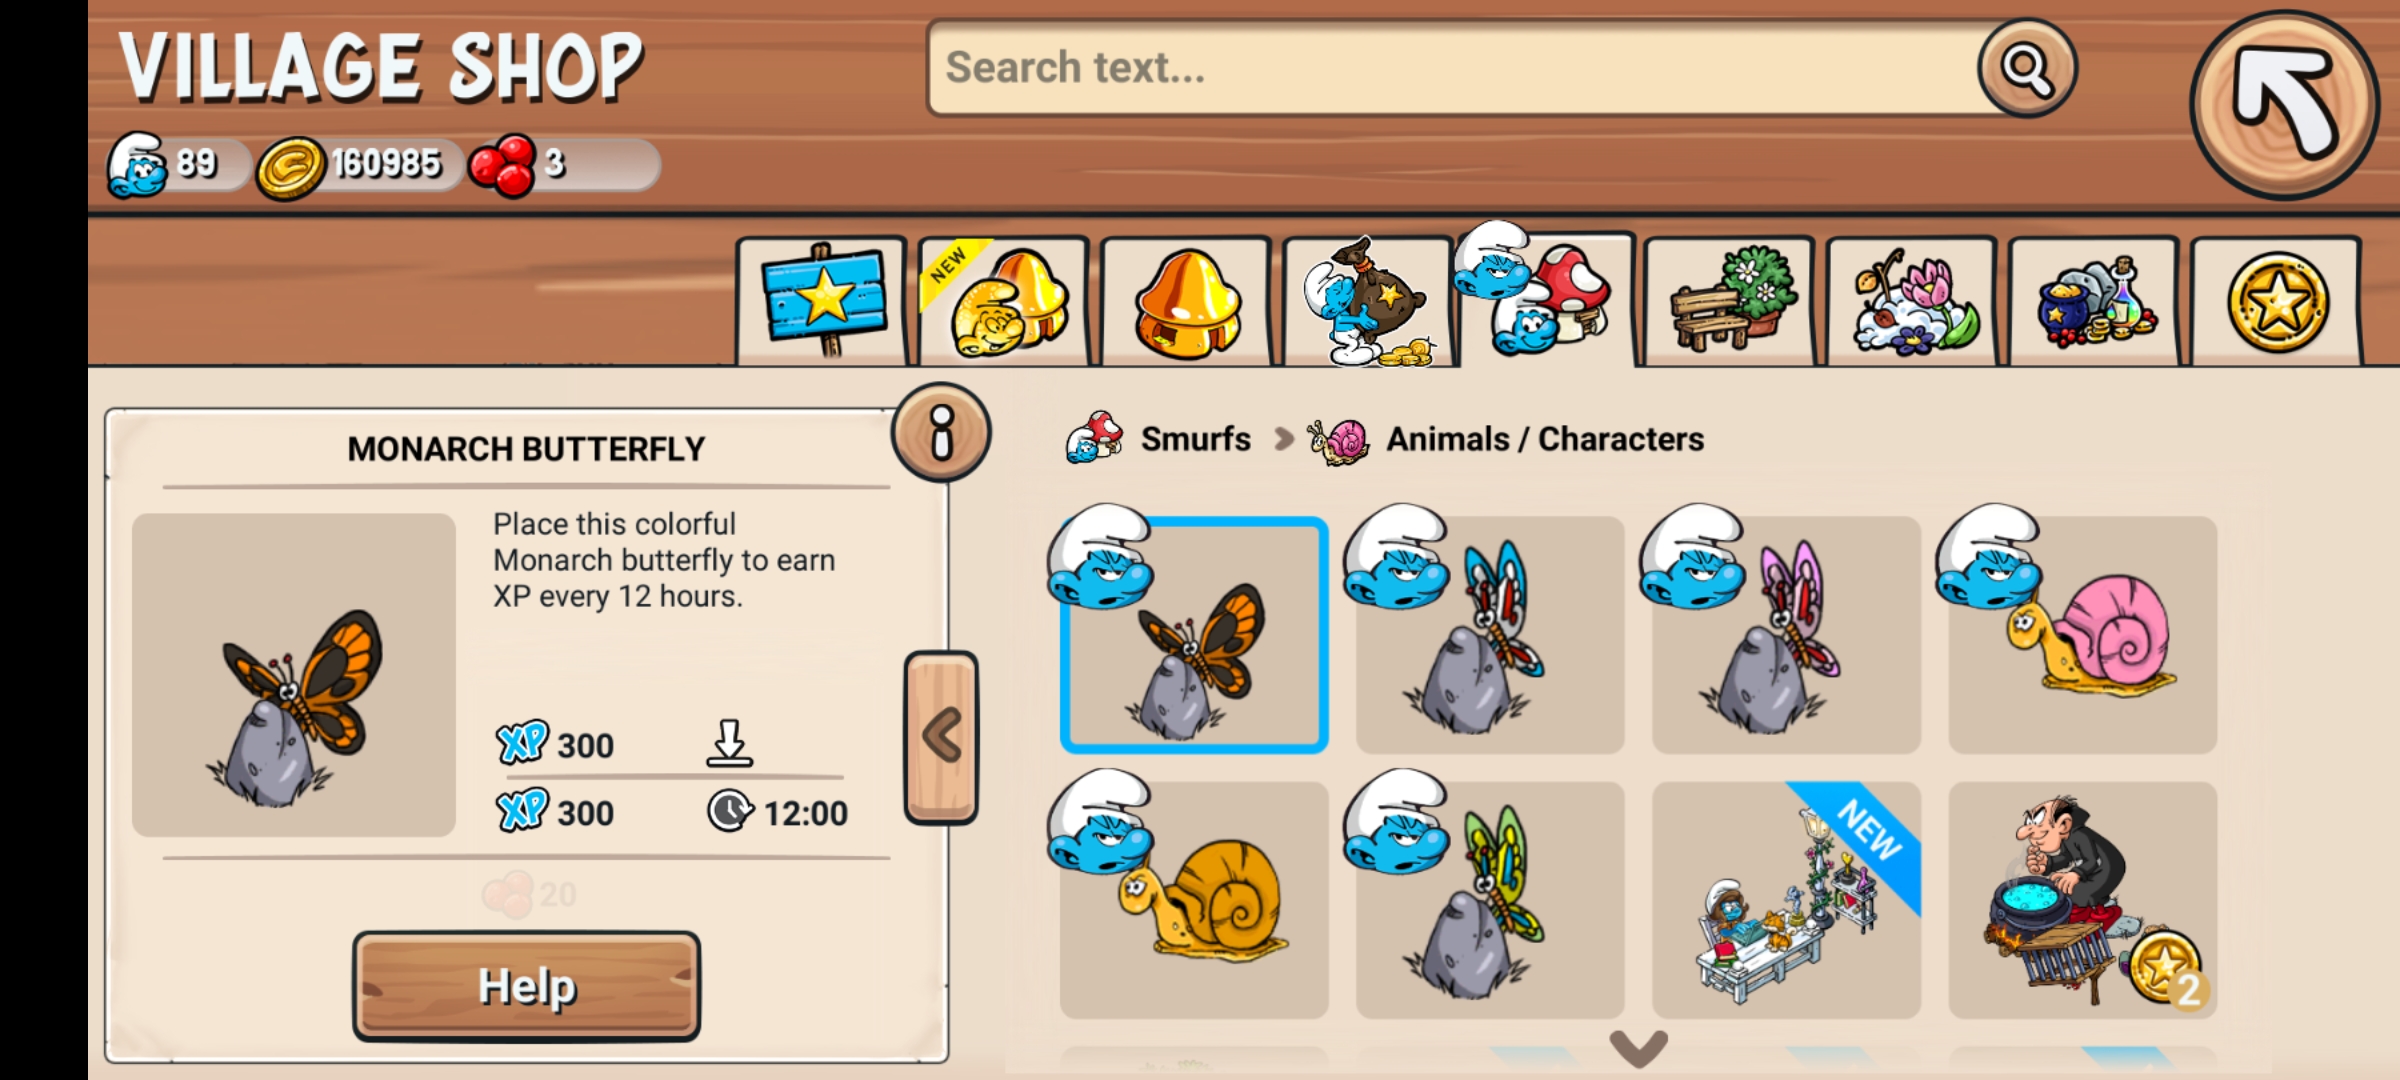 VILLAGE SHOP
Search text...
89
160985
3
NEW
MONARCH BUTTERFLY
Place this colorful
Monarch butterfly to earn
XP every 12 hours.
XP 300
XP 300 12:00
20
Help
Smurfs > Animals / Characters
NEW
2